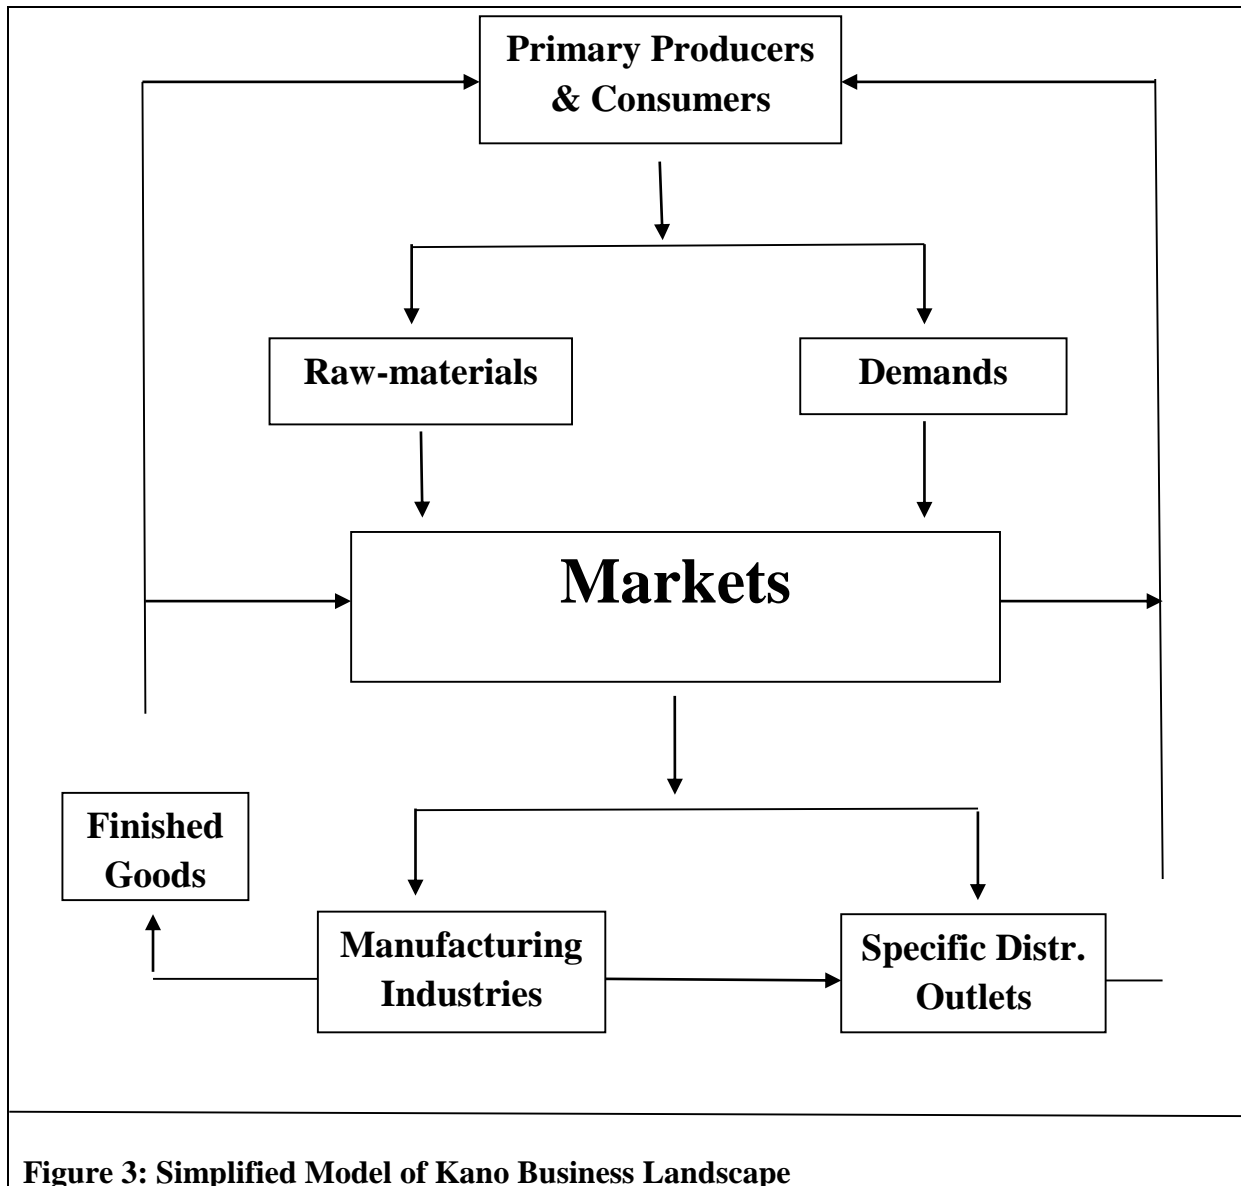 Primary Producers
& Consumers
Raw-materials
Demands
Markets
Finished
Goods
Manufacturing
Industries
Specific Distr.
Outlets
Figure 3: Simplified Model of Kano Business Landscape